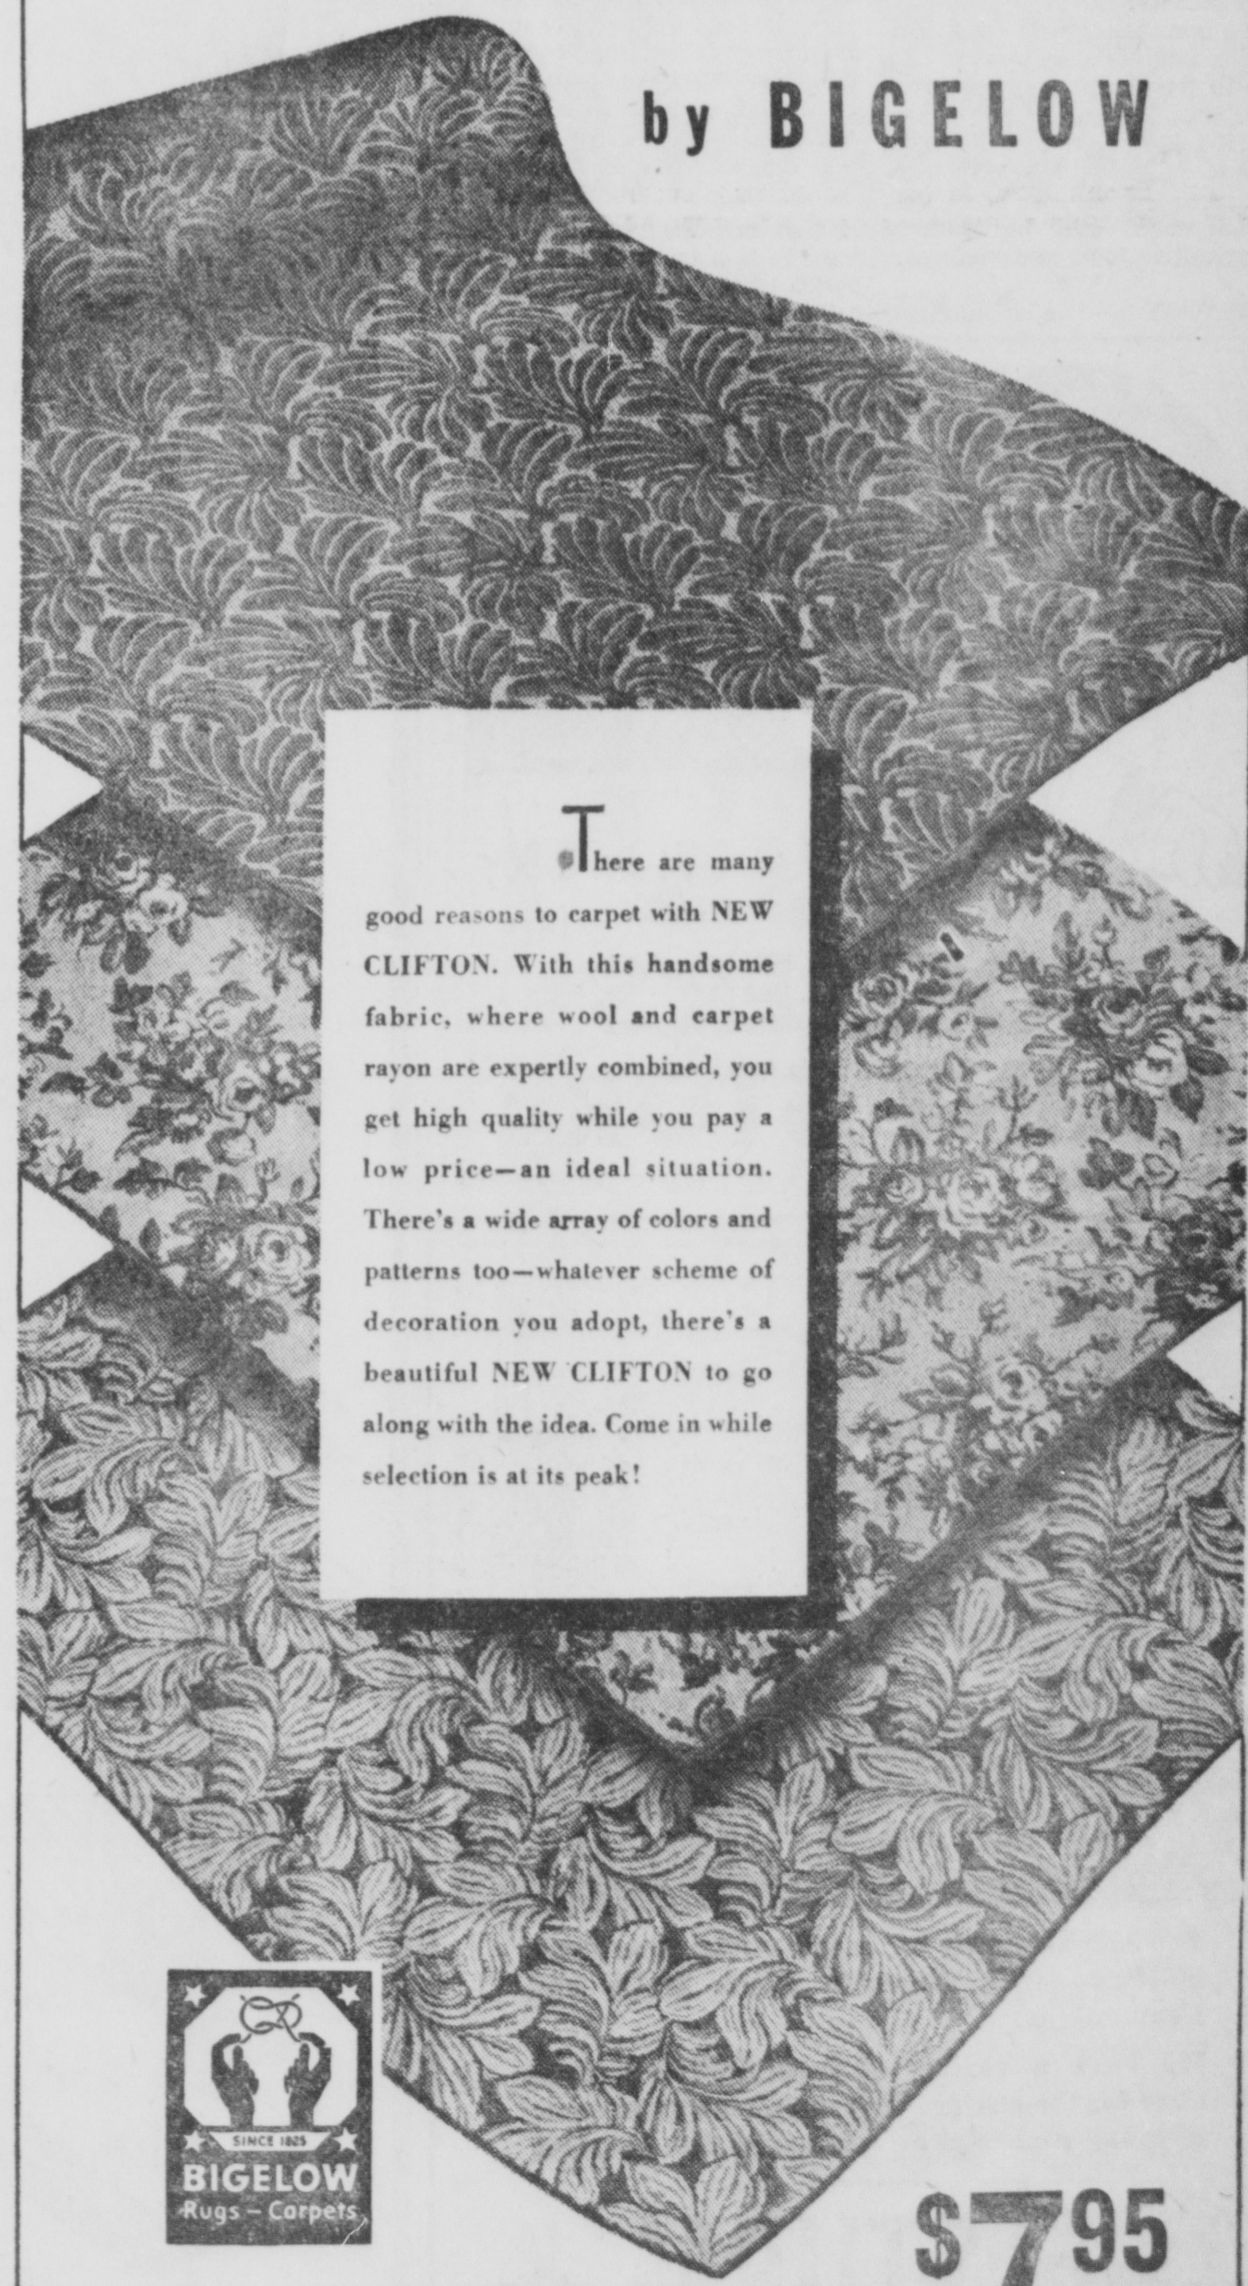 by BIGELOW
There are many
good reasons to carpet with NEW
CLIFTON. With this handsome
fabric, where wool and carpet
rayon are expertly combined, you
get high quality while you pay a
low price—an ideal situation.
There's a wide array of colors and
patterns too—whatever scheme of
decoration you adopt, there's a
beautiful NEW CLIFTON to go
along with the idea. Come in while
selection is at its peak!
SINCE 1825
BIGELOW
Rugs – Carpets
$7 95